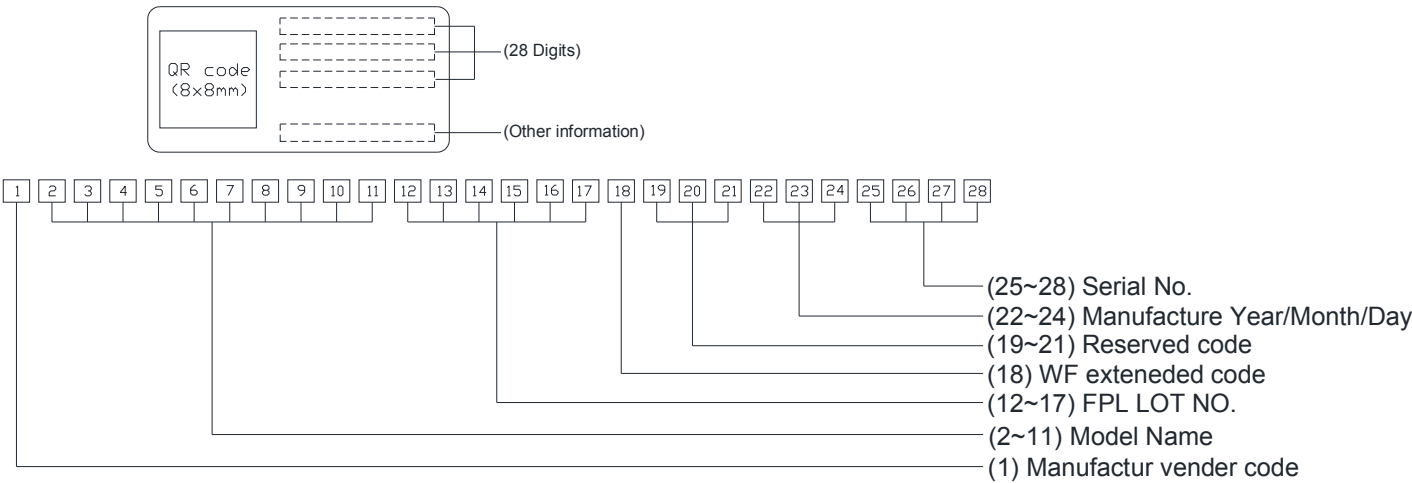 (28 Digits)
QR code
(8x8mm)
(Other information)
1 2 3 4 5 6 7 8 9 10 11 12 13 14 15 16 17 18 19 20 21 22 23 24 25 26 27 28
(25~28) Serial No.
(22~24) Manufacture Year/Month/Day
(19~21) Reserved code
(18) WF exteneded code
(12~17) FPL LOT NO.
(2~11) Model Name
(1) Manufactur vender code